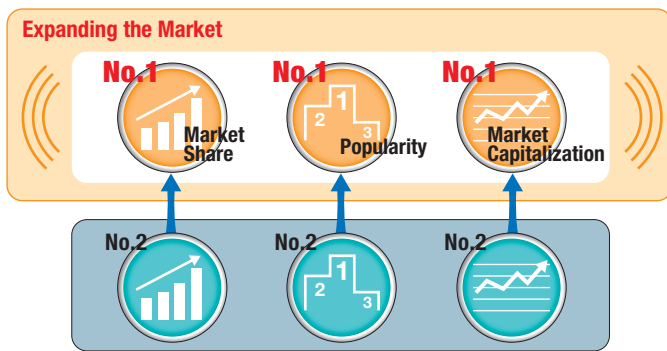 Expanding the Market
No.1
No.1
No.1
1
2
3
Market
Share
Popularity
Market
Capitalization
No.2
No.2
No.2
1
2
3